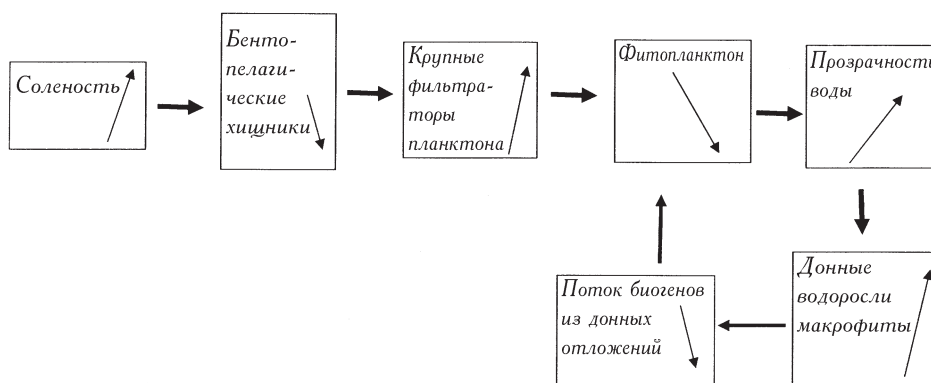 Соленость
Бенто-
пелаги-
ческие
хищники
Крупные
фильтра-
торы
планктона
Фитопланктон
Прозрачность
воды
Донные
водоросли
макрофиты
Поток биогенов
из донных
отложений